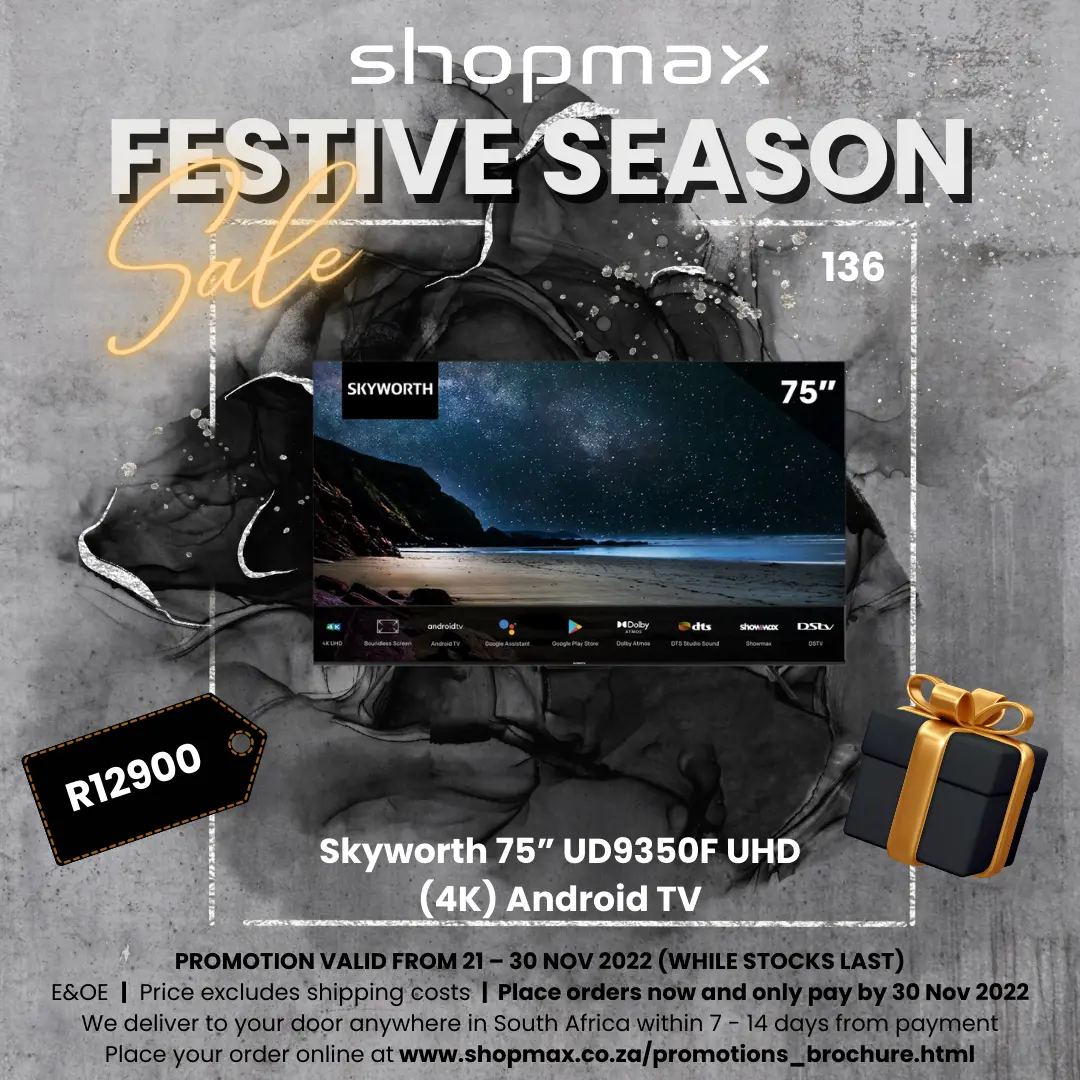 shopmax
FESTIVE SEASON
Sale
136
SKYWORTH
75”
4K
androidtv
Dolby
ATMOS
dts
showmax
DStv
4K UHD
Boundless Screen
Android TV
Google Assistant
Google Play Store
Dolby Atmos
DTS Studio Sound
Showmax
DSTV
R12900
Skyworth 75” UD9350F UHD
(4K) Android TV
PROMOTION VALID FROM 21 – 30 NOV 2022 (WHILE STOCKS LAST)
E&OE | Price excludes shipping costs | Place orders now and only pay by 30 Nov 2022
We deliver to your door anywhere in South Africa within 7 - 14 days from payment
Place your order online at www.shopmax.co.za/promotions_brochure.html